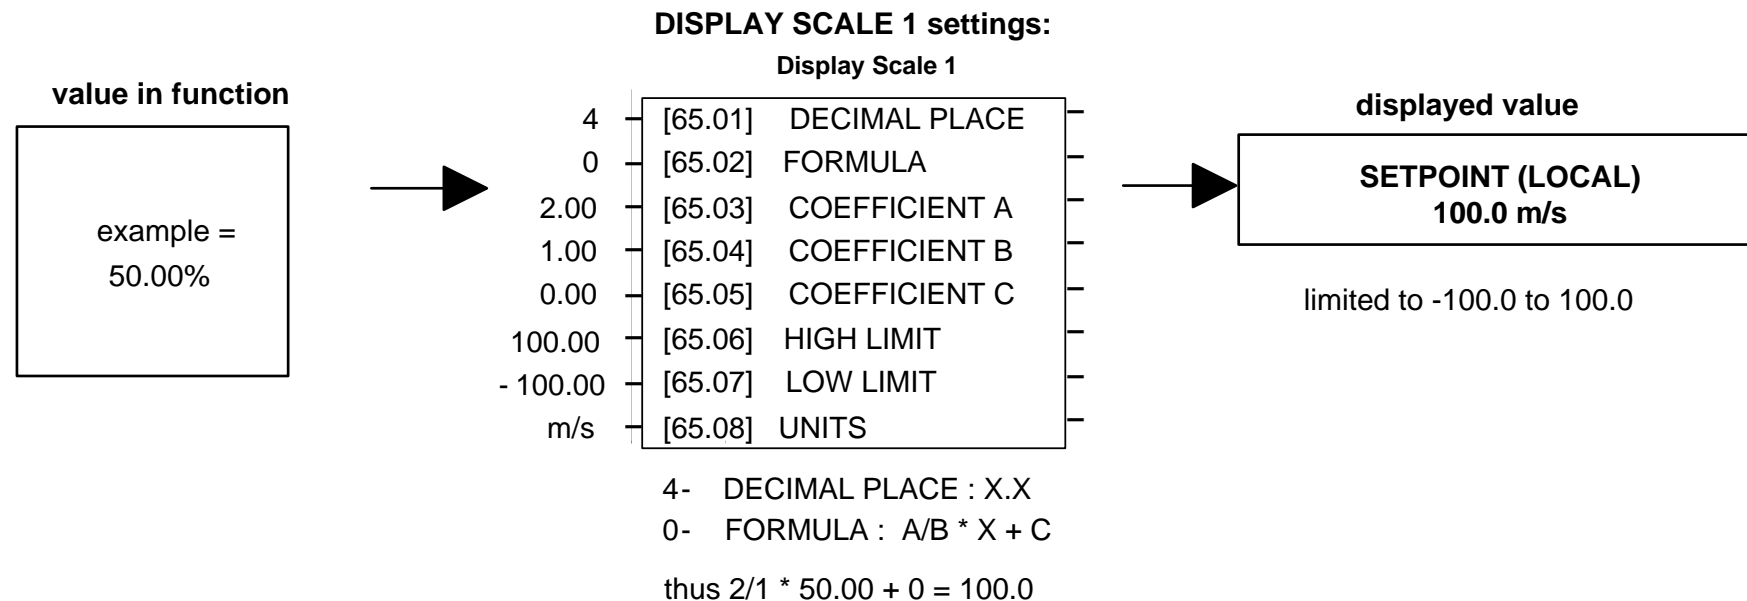 DISPLAY SCALE 1 settings:
Display Scale 1
value in function
example =
50.00%
4 [65.01] DECIMAL PLACE
0 [65.02] FORMULA
2.00 [65.03] COEFFICIENT A
1.00 [65.04] COEFFICIENT B
0.00 [65.05] COEFFICIENT C
100.00 [65.06] HIGH LIMIT
- 100.00 [65.07] LOW LIMIT
m/s [65.08] UNITS
4- DECIMAL PLACE : X.X
0- FORMULA : A/B * X + C
thus 2/1 * 50.00 + 0 = 100.0
displayed value
SETPOINT (LOCAL)
100.0 m/s
limited to -100.0 to 100.0